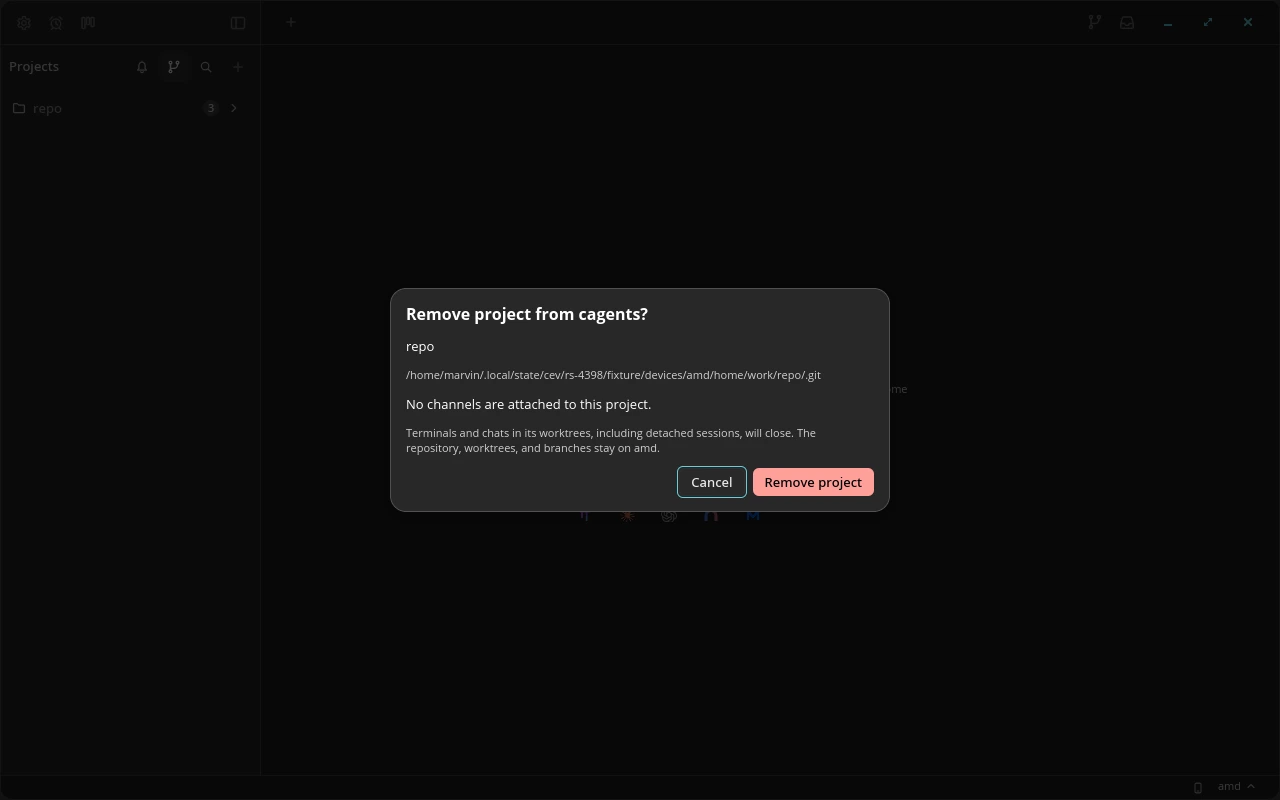 Projects
repo
3
Remove project from cagents?
repo
/home/marvin/.local/state/cev/rs-4398/fixture/devices/amd/home/work/repo/.git
No channels are attached to this project.
Terminals and chats in its worktrees, including detached sessions, will close. The
repository, worktrees, and branches stay on amd.
Cancel
Remove project
amd